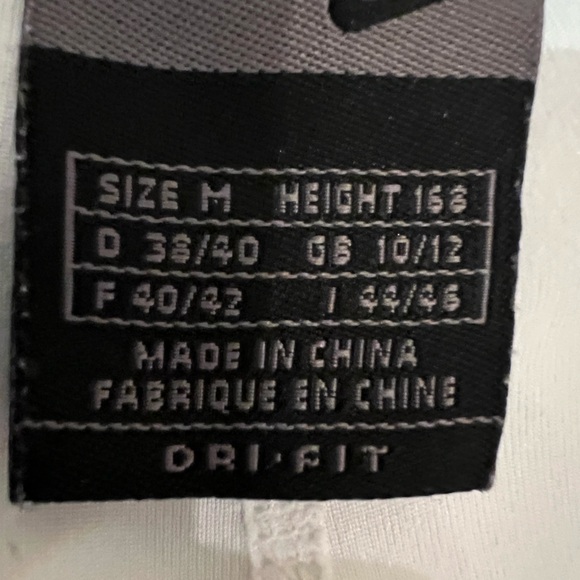 SIZE M HEIGHT 168
D 38/40 GB 10/12
F 40/42 I 44/46
MADE IN CHINA
FABRIQUE EN CHINE
DRI·FIT